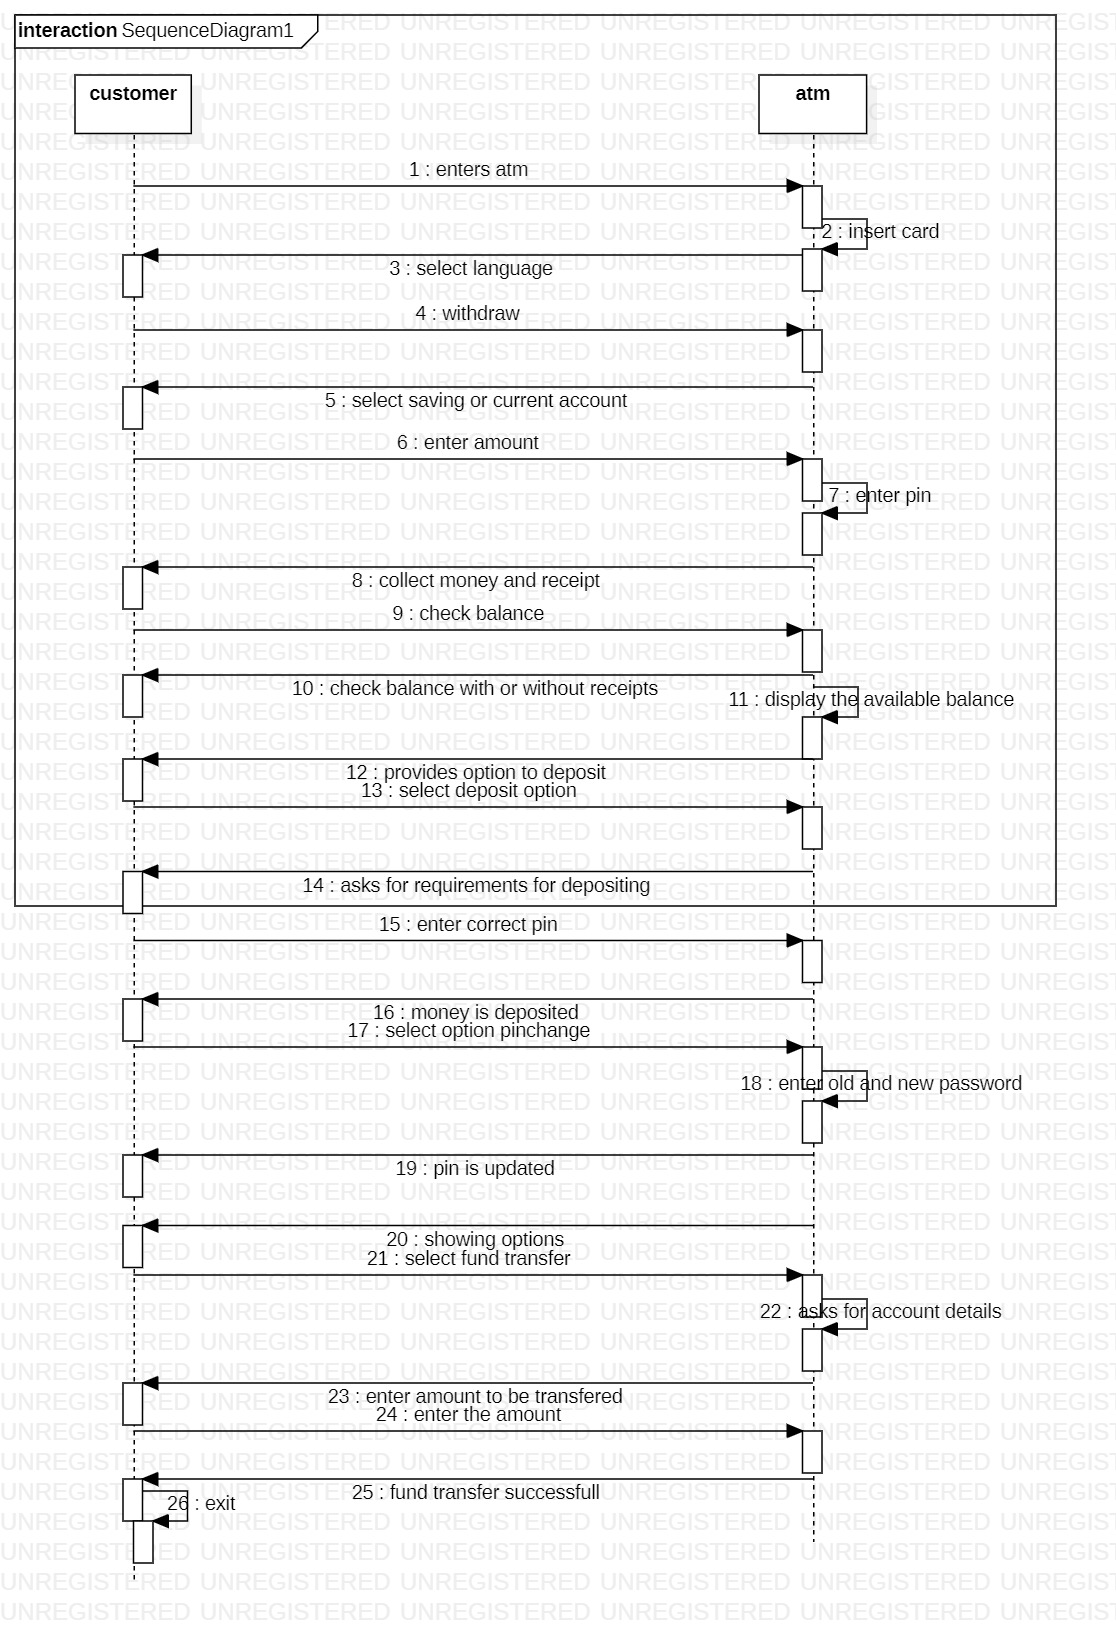 interaction SequenceDiagram1
customer
atm
1 : enters atm
2 : insert card
3 : select language
4 : withdraw
5 : select saving or current account
6 : enter amount
7 : enter pin
8 : collect money and receipt
9 : check balance
10 : check balance with or without receipts
11 : display the available balance
12 : provides option to deposit
13 : select deposit option
14 : asks for requirements for depositing
15 : enter correct pin
16 : money is deposited
17 : select option pinchange
18 : enter old and new password
19 : pin is updated
20 : showing options
21 : select fund transfer
22 : asks for account details
23 : enter amount to be transfered
24 : enter the amount
25 : fund transfer successfull
26 : exit
UNREGISTERED